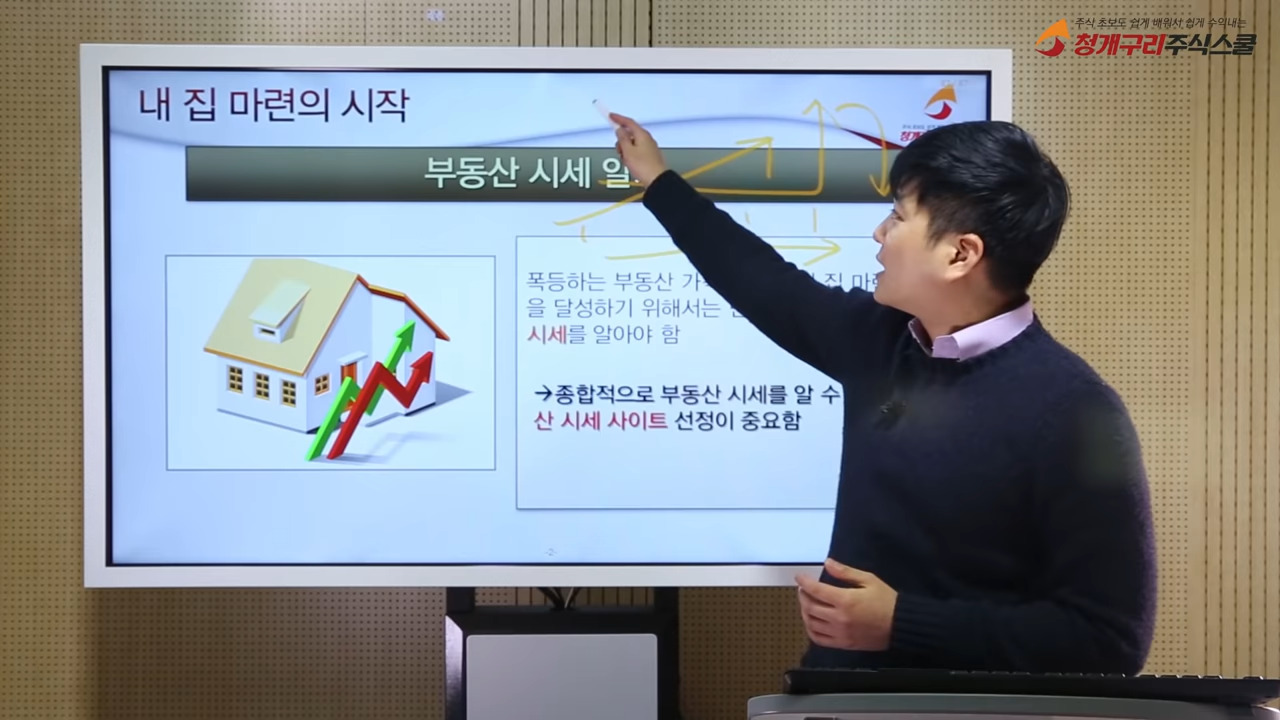 주식 초보도 쉽게 배워서 쉽게 수익내는
청개구리주식스쿨
내 집 마련의 시작
부동산 시세 알
폭등하는 부동산 집 마
을 달성하기 위해서는
시세를 알아야 함
→종합적으로 부동산 시세를 알 수
산 시세 사이트 선정이 중요함
-2-